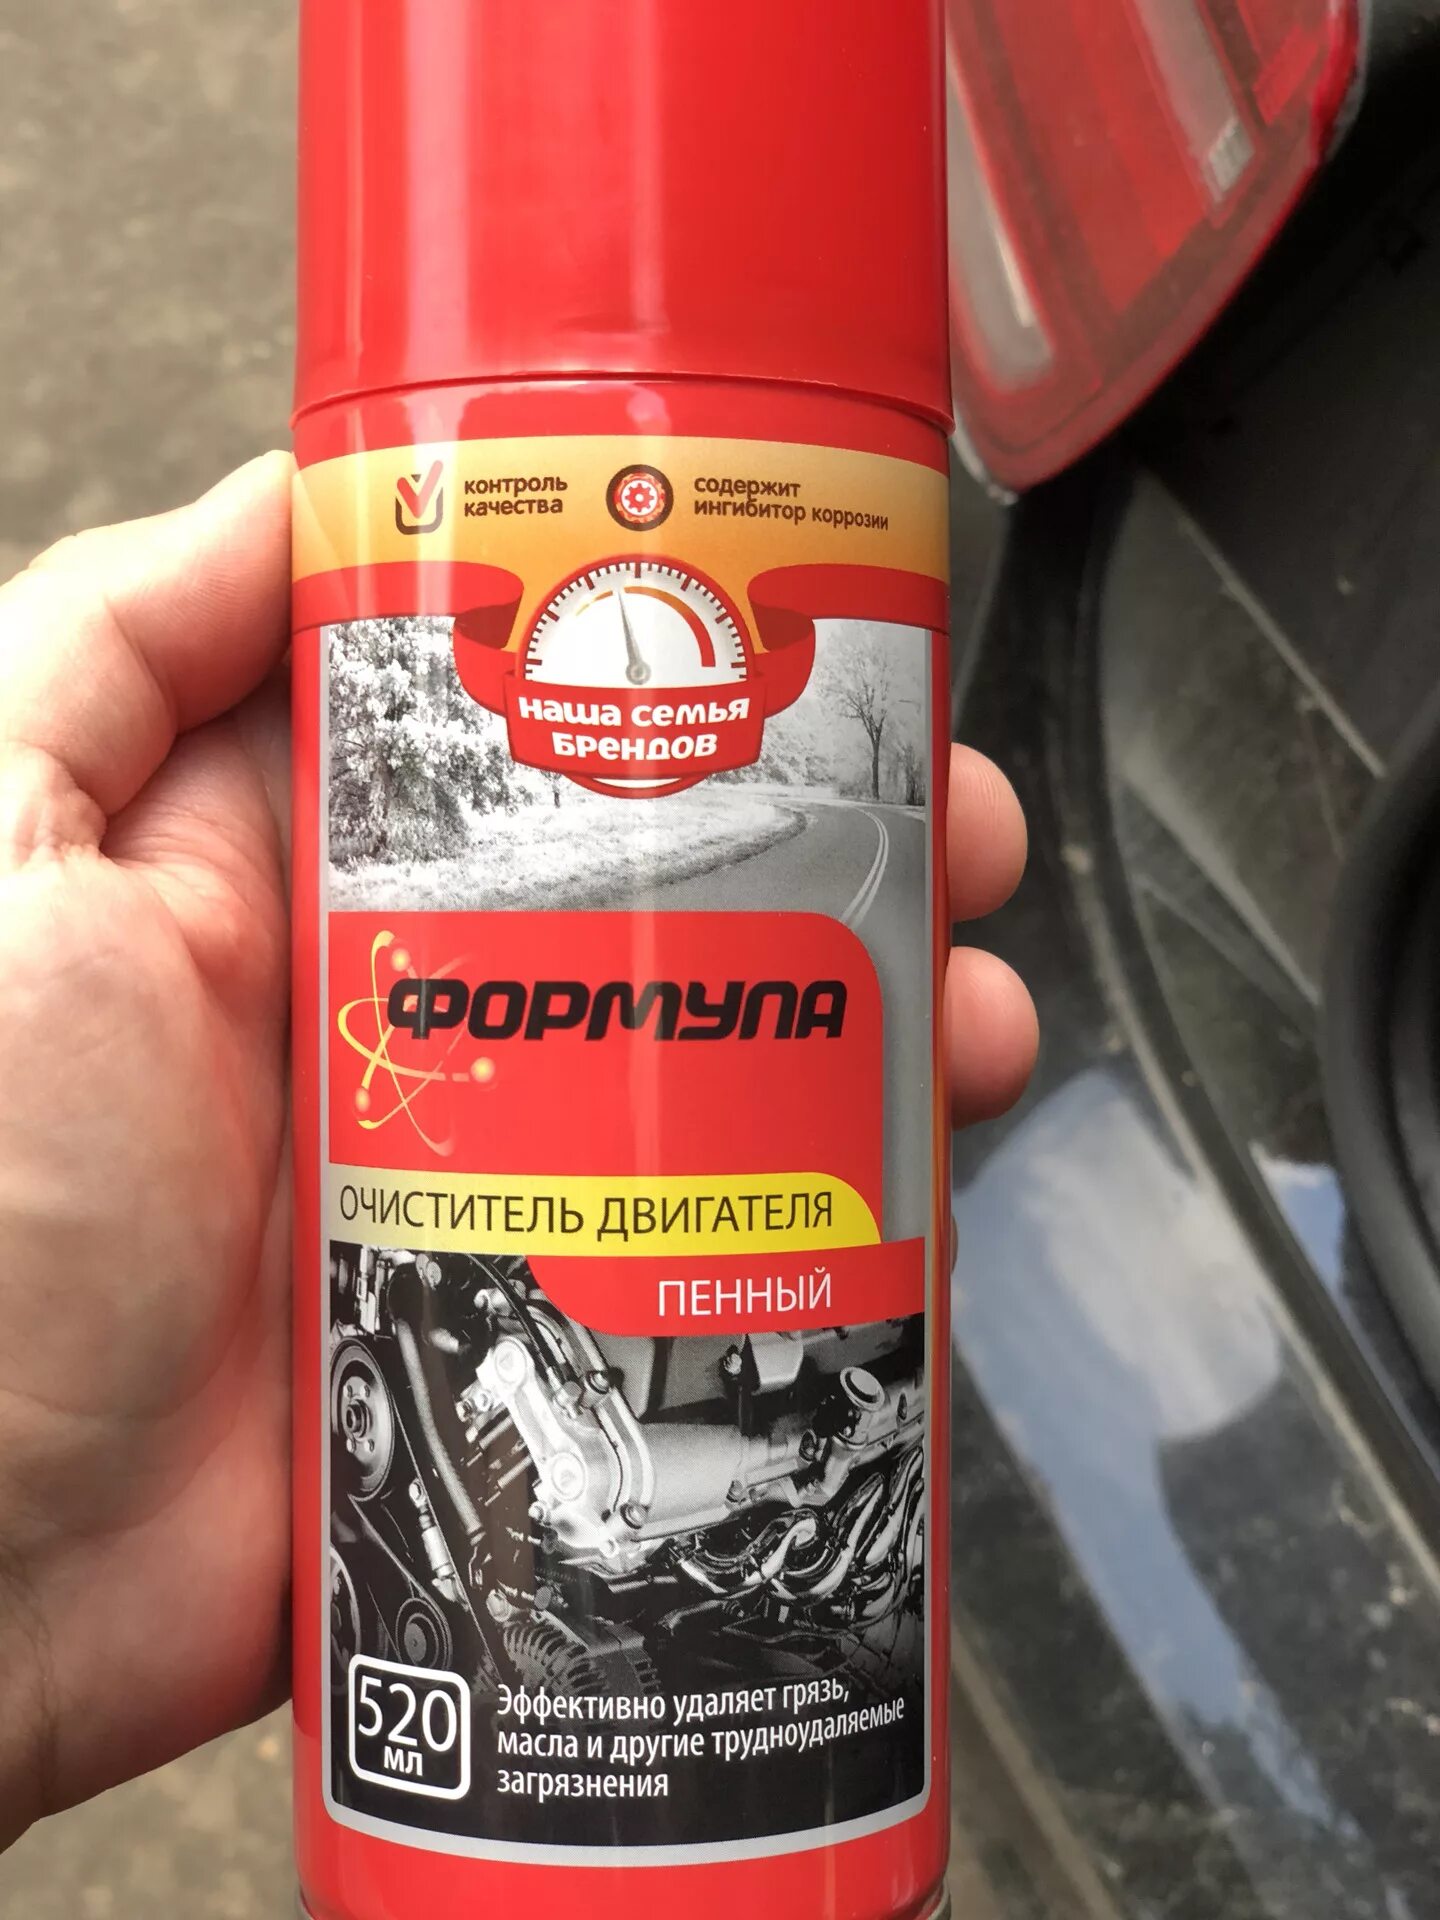 контроль
качества
содержит
ингибитор коррозии
наша семья
брендов
ФОРМУЛА
ОЧИСТИТЕЛЬ ДВИГАТЕЛЯ
ПЕННЫЙ
520
мл
Эффективно удаляет грязь,
масла и другие трудноудаляемые
загрязнения